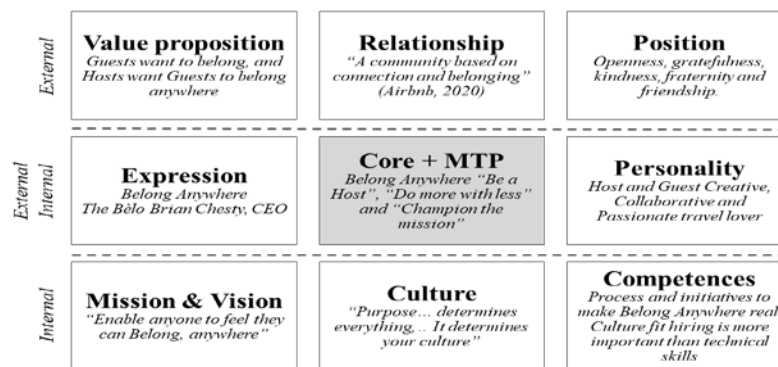 External
Value proposition
Guests want to belong, and
Hosts want Guests to belong
anywhere
Relationship
“A community based on
connection and belonging”
(Airbnb, 2020)
Position
Openness, gratefulness,
kindness, fraternity and
friendship.
External
Internal
Expression
Belong Anywhere
The Bèlo Brian Chesty, CEO
Core + MTP
Belong Anywhere “Be a
Host”, “Do more with less”
and “Champion the
mission”
Personality
Host and Guest Creative,
Collaborative and
Passionate travel lover
Internal
Mission & Vision
“Enable anyone to feel they
can Belong, anywhere”
Culture
“Purpose… determines
everything, .. It determines
your culture”
Competences
Process and initiatives to
make Belong Anywhere real
Culture fit hiring is more
important than technical
skills